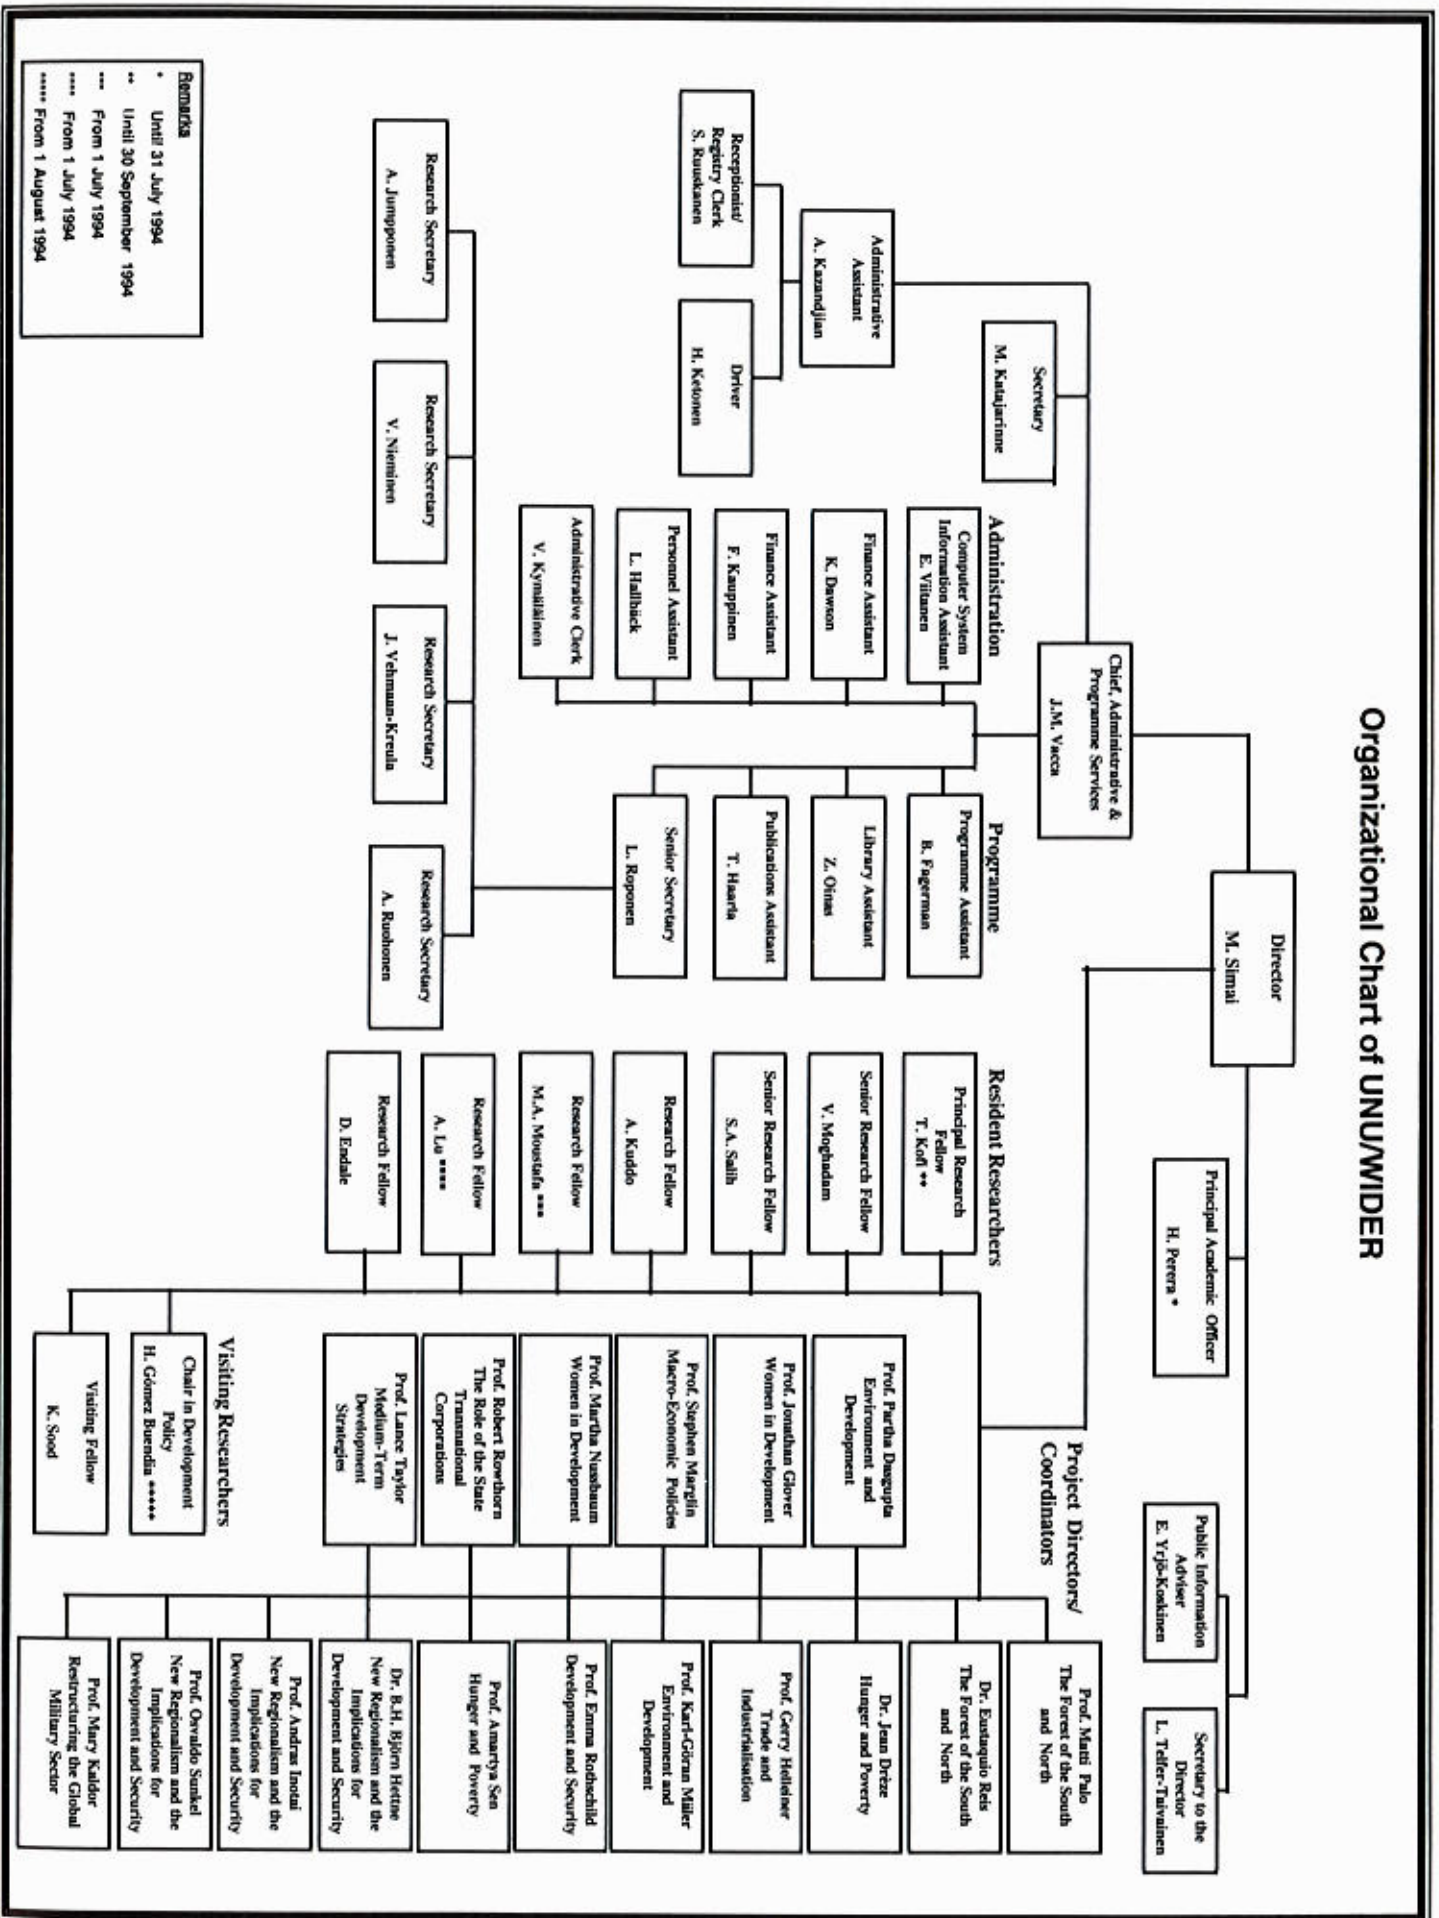 Organizational Chart of UNU/WIDER
Director
M. Simai
Principal Academic Officer
H. Perera *
Public Information
Adviser
E. Yrjö-Koskinen
Secretary to the
Director
L. Telfer-Taivainen
Chief, Administrative &
Programme Services
J.M. Vacca
Secretary
M. Katajarinne
Administrative
Assistant
A. Kazandjian
Receptionist/
Registry Clerk
S. Ruuskanen
Driver
H. Ketonen
Administration
Computer System
Information Assistant
E. Viitanen
Finance Assistant
K. Dawson
Finance Assistant
F. Kauppinen
Personnel Assistant
L. Hallbäck
Administrative Clerk
V. Kymäläinen
Programme
Programme Assistant
B. Fagerman
Library Assistant
Z. Oinas
Publications Assistant
T. Haarla
Senior Secretary
L. Roponen
Research Secretary
A. Jumpponen
Research Secretary
V. Nieminen
Research Secretary
J. Vehmann-Kreula
Research Secretary
A. Ruohonen
Resident Researchers
Principal Research
Fellow
T. Kofi **
Senior Research Fellow
V. Moghadam
Senior Research Fellow
S.A. Salih
Research Fellow
A. Kuddo
Research Fellow
M.A. Moustafa ***
Research Fellow
A. Lu ****
Research Fellow
D. Endale
Visiting Researchers
Chair in Development
Policy
H. Gómez Buendia *****
Visiting Fellow
K. Sood
Project Directors/
Coordinators
Prof. Partha Dasgupta
Environment and
Development
Prof. Jonathan Glover
Women in Development
Prof. Stephen Marglin
Macro-Economic Policies
Prof. Martha Nussbaum
Women in Development
Prof. Robert Rowthorn
The Role of the State
Transnational
Corporations
Prof. Lance Taylor
Medium-Term
Development
Strategies
Prof. Matti Palo
The Forest of the South
and North
Dr. Eustaquio Reis
The Forest of the South
and North
Dr. Jean Drèze
Hunger and Poverty
Prof. Gerry Helleiner
Trade and
Industrialisation
Prof. Karl-Göran Mäler
Environment and
Development
Prof. Emma Rothschild
Development and Security
Prof. Amartya Sen
Hunger and Poverty
Dr. B.H. Björn Hettne
New Regionalism and the
Implications for
Development and Security
Prof. Andras Inotai
New Regionalism and the
Implications for
Development and Security
Prof. Osvaldo Sunkel
New Regionalism and the
Implications for
Development and Security
Prof. Mary Kaldor
Restructuring the Global
Military Sector
Remarks
* Until 31 July 1994
** Until 30 September 1994
*** From 1 July 1994
**** From 1 July 1994
***** From 1 August 1994